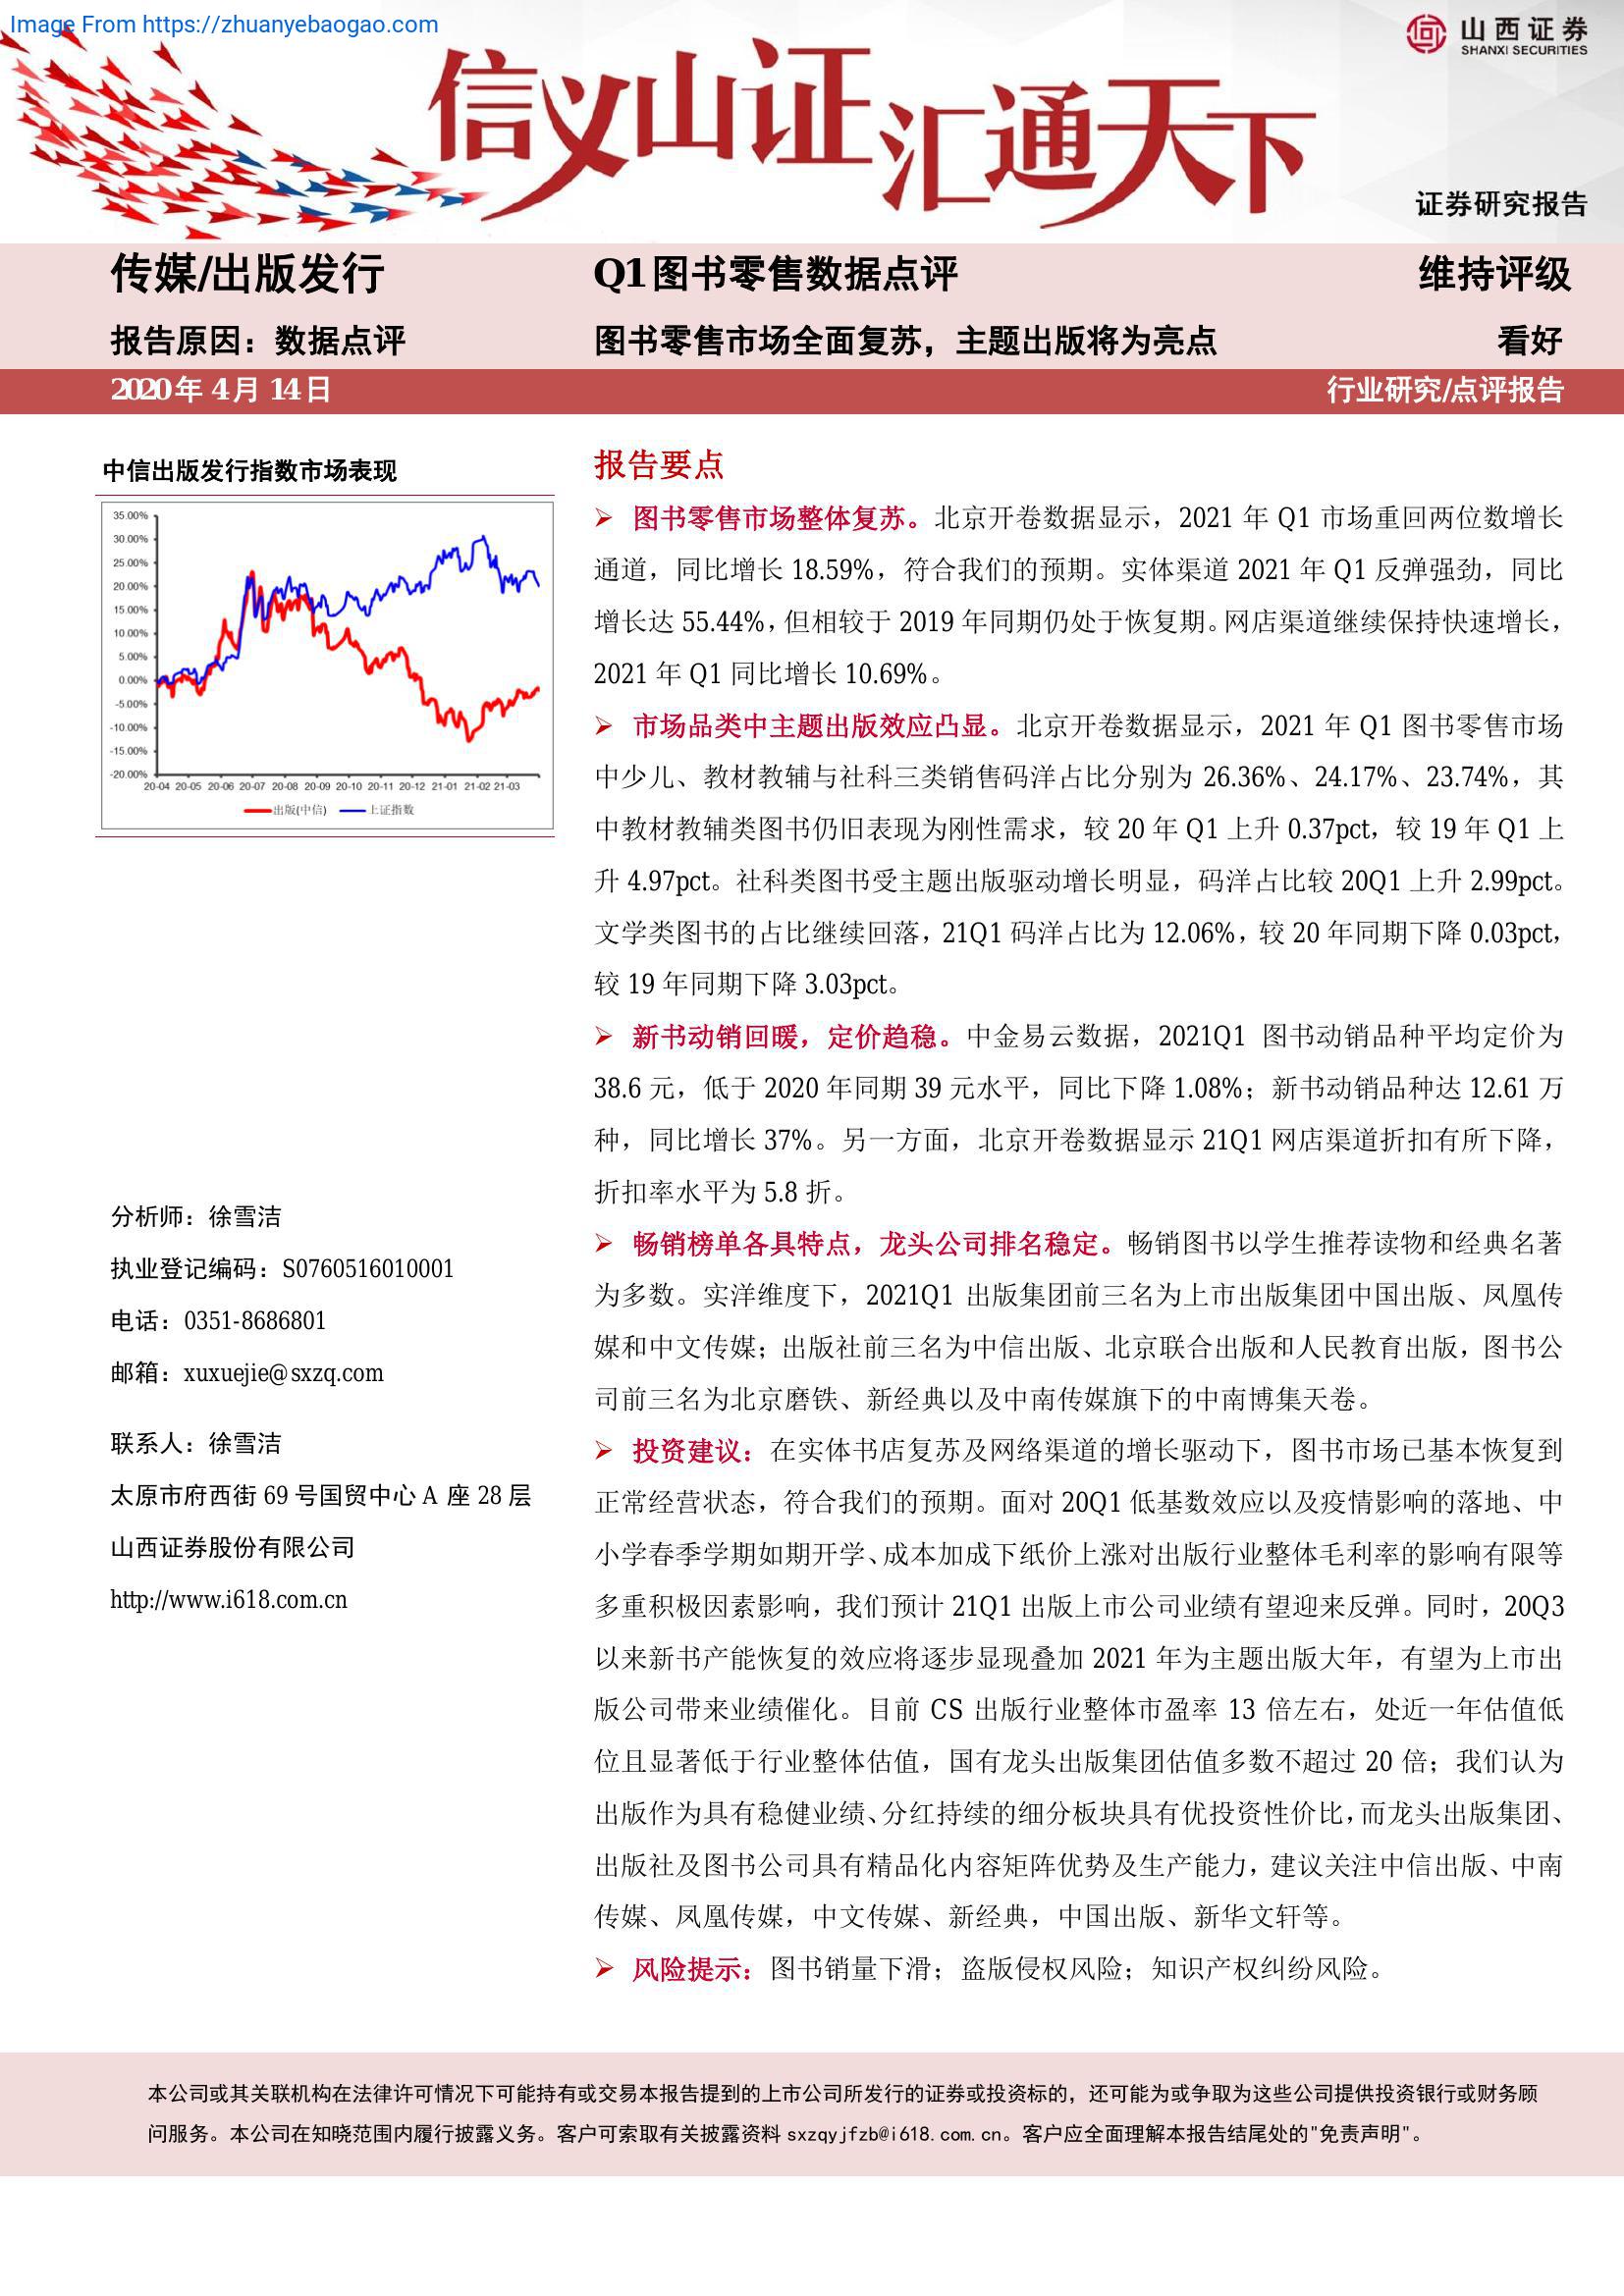 Image From https://zhuanyebaogao.com
山西证券
SHANXI SECURITIES
信义山证汇通天下
证券研究报告
传媒/出版发行
Q1图书零售数据点评
维持评级
报告原因：数据点评
图书零售市场全面复苏，主题出版将为亮点
看好
2020年 4月 14日
行业研究/点评报告
中信出版发行指数市场表现
35.00%
30.00%
25.00%
20.00%
15.00%
10.00%
5.00%
0.00%
-5.00%
-10.00%
-15.00%
-20.00%
20-04 20-05 20-06 20-07 20-08 20-09 20-10 20-11 20-12 21-01 21-02 21-03
出版(中信) 上证指数
分析师：徐雪洁
执业登记编码：S0760516010001
电话：0351-8686801
邮箱：xuxuejie@sxzq.com
联系人：徐雪洁
太原市府西街 69 号国贸中心 A 座 28 层
山西证券股份有限公司
http://www.i618.com.cn
报告要点
➢ 图书零售市场整体复苏。北京开卷数据显示，2021 年 Q1 市场重回两位数增长
通道，同比增长 18.59%，符合我们的预期。实体渠道 2021 年 Q1 反弹强劲，同比
增长达 55.44%，但相较于 2019 年同期仍处于恢复期。网店渠道继续保持快速增长，
2021 年 Q1 同比增长 10.69%。
➢ 市场品类中主题出版效应凸显。北京开卷数据显示，2021 年 Q1 图书零售市场
中少儿、教材教辅与社科三类销售码洋占比分别为 26.36%、24.17%、23.74%，其
中教材教辅类图书仍旧表现为刚性需求，较 20 年 Q1 上升 0.37pct，较 19 年 Q1 上
升 4.97pct。社科类图书受主题出版驱动增长明显，码洋占比较 20Q1 上升 2.99pct。
文学类图书的占比继续回落，21Q1 码洋占比为 12.06%，较 20 年同期下降 0.03pct，
较 19 年同期下降 3.03pct。
➢ 新书动销回暖，定价趋稳。中金易云数据，2021Q1 图书动销品种平均定价为
38.6 元，低于 2020 年同期 39 元水平，同比下降 1.08%；新书动销品种达 12.61 万
种，同比增长 37%。另一方面，北京开卷数据显示 21Q1 网店渠道折扣有所下降，
折扣率水平为 5.8 折。
➢ 畅销榜单各具特点，龙头公司排名稳定。畅销图书以学生推荐读物和经典名著
为多数。实洋维度下，2021Q1 出版集团前三名为上市出版集团中国出版、凤凰传
媒和中文传媒；出版社前三名为中信出版、北京联合出版和人民教育出版，图书公
司前三名为北京磨铁、新经典以及中南传媒旗下的中南博集天卷。
➢ 投资建议：在实体书店复苏及网络渠道的增长驱动下，图书市场已基本恢复到
正常经营状态，符合我们的预期。面对 20Q1 低基数效应以及疫情影响的落地、中
小学春季学期如期开学、成本加成下纸价上涨对出版行业整体毛利率的影响有限等
多重积极因素影响，我们预计 21Q1 出版上市公司业绩有望迎来反弹。同时，20Q3
以来新书产能恢复的效应将逐步显现叠加 2021 年为主题出版大年，有望为上市出
版公司带来业绩催化。目前 CS 出版行业整体市盈率 13 倍左右，处近一年估值低
位且显著低于行业整体估值，国有龙头出版集团估值多数不超过 20 倍；我们认为
出版作为具有稳健业绩、分红持续的细分板块具有优投资性价比，而龙头出版集团、
出版社及图书公司具有精品化内容矩阵优势及生产能力，建议关注中信出版、中南
传媒、凤凰传媒，中文传媒、新经典，中国出版、新华文轩等。
➢ 风险提示：图书销量下滑；盗版侵权风险；知识产权纠纷风险。
本公司或其关联机构在法律许可情况下可能持有或交易本报告提到的上市公司所发行的证券或投资标的，还可能为或争取为这些公司提供投资银行或财务顾
问服务。本公司在知晓范围内履行披露义务。客户可索取有关披露资料 sxzqyjfzb@i618.com.cn。客户应全面理解本报告结尾处的"免责声明"。